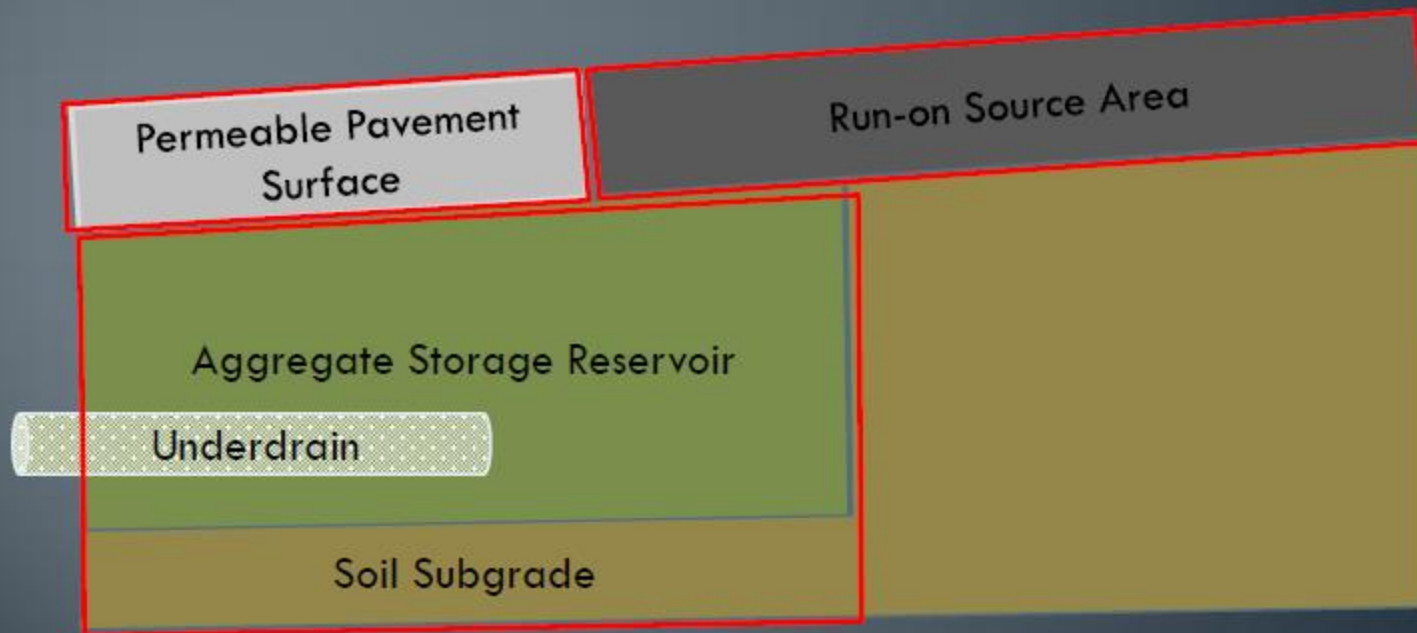 Permeable Pavement
Surface
Run-on Source Area
Aggregate Storage Reservoir
Underdrain
Soil Subgrade